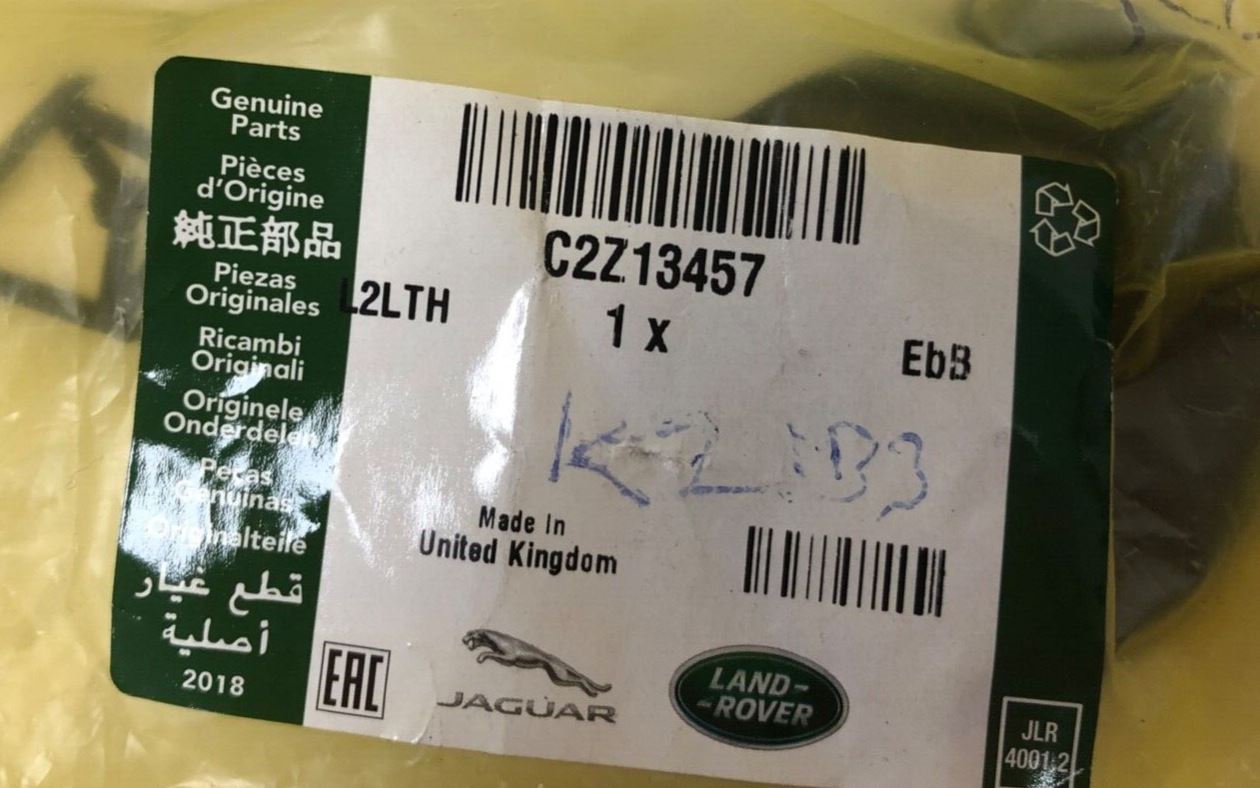 Genuine
Parts
Pièces
d'Origine
純正部品
Piezas
Originales
Ricambi
Originali
Originele
Onderdelen
Peças
Genuinas
Originalteile
قطع غيار
أصلية
2018
C2Z13457
L2LTH
1 x
EbB
Made In
United Kingdom
EAC
JAGUAR
LAND-
-ROVER
JLR
4001.2